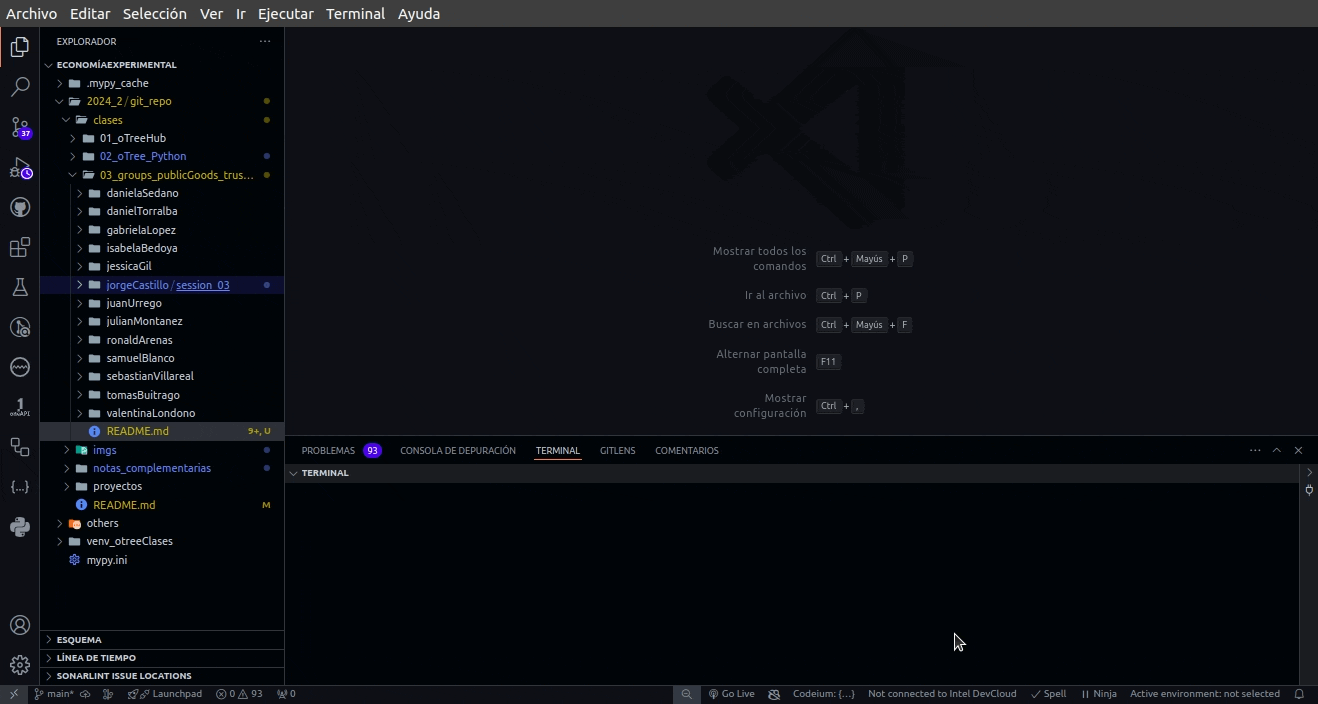 Archivo Editar Selección Ver Ir Ejecutar Terminal Ayuda
EXPLORADOR ...
ECONOMÍAEXPERIMENTAL
.mypy_cache
2024_2 / git_repo
clases
01_oTreeHub
02_oTree_Python
03_groups_publicGoods_trus...
danielaSedano
danielTorralba
gabrielaLopez
isabelaBedoya
jessicaGil
jorgeCastillo / session_03
juanUrrego
julianMontanez
ronaldArenas
samuelBlanco
sebastianVillareal
tomasBuitrago
valentinaLondono
README.md 9+, U
imgs
notas_complementarias
proyectos
README.md M
others
venv_otreeClases
mypy.ini
ESQUEMA
LÍNEA DE TIEMPO
SONARLINT ISSUE LOCATIONS
37
Mostrar todos los
comandos Ctrl + Mayús + P
Ir al archivo Ctrl + P
Buscar en archivos Ctrl + Mayús + F
Alternar pantalla
completa F11
Mostrar
configuración Ctrl + ,
PROBLEMAS 93 CONSOLA DE DEPURACIÓN TERMINAL GITLENS COMENTARIOS ...
TERMINAL
main* Launchpad 0 93 0 Go Live Codeium: {...} Not connected to Intel DevCloud Spell Ninja Active environment: not selected